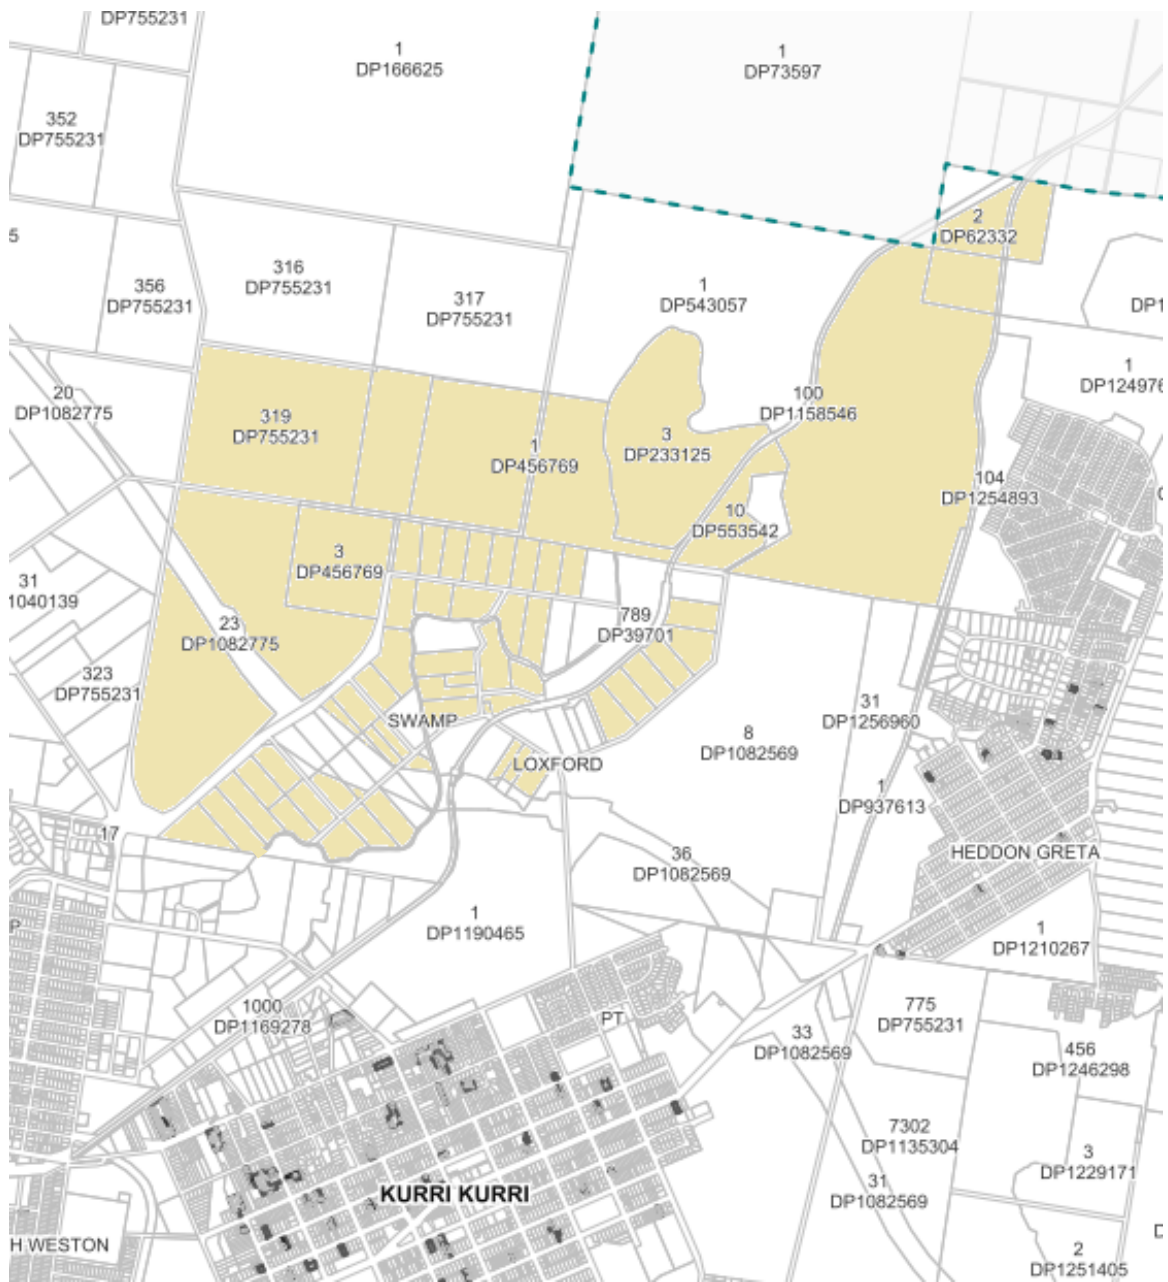 DP755231
1
DP166625
1
DP73597
352
DP755231
2
DP62332
5
316
DP755231
356
DP755231
317
DP755231
1
DP543057
DP1
1
DP124976
20
DP1082775
100
DP1158546
319
DP755231
1
DP456769
3
DP233125
104
DP1254893
10
DP553542
3
DP456769
31
1040139
789
DP39701
23
DP1082775
323
DP755231
31
DP1256960
SWAMP
8
DP1082569
LOXFORD
1
DP937613
17
HEDDON GRETA
36
DP1082569
1
DP1190465
P
1
DP1210267
1000
DP1169278
775
DP755231
PT
33
DP1082569
456
DP1246298
7302
DP1135304
3
DP1229171
31
DP1082569
KURRI KURRI
H WESTON
2
DP1251405